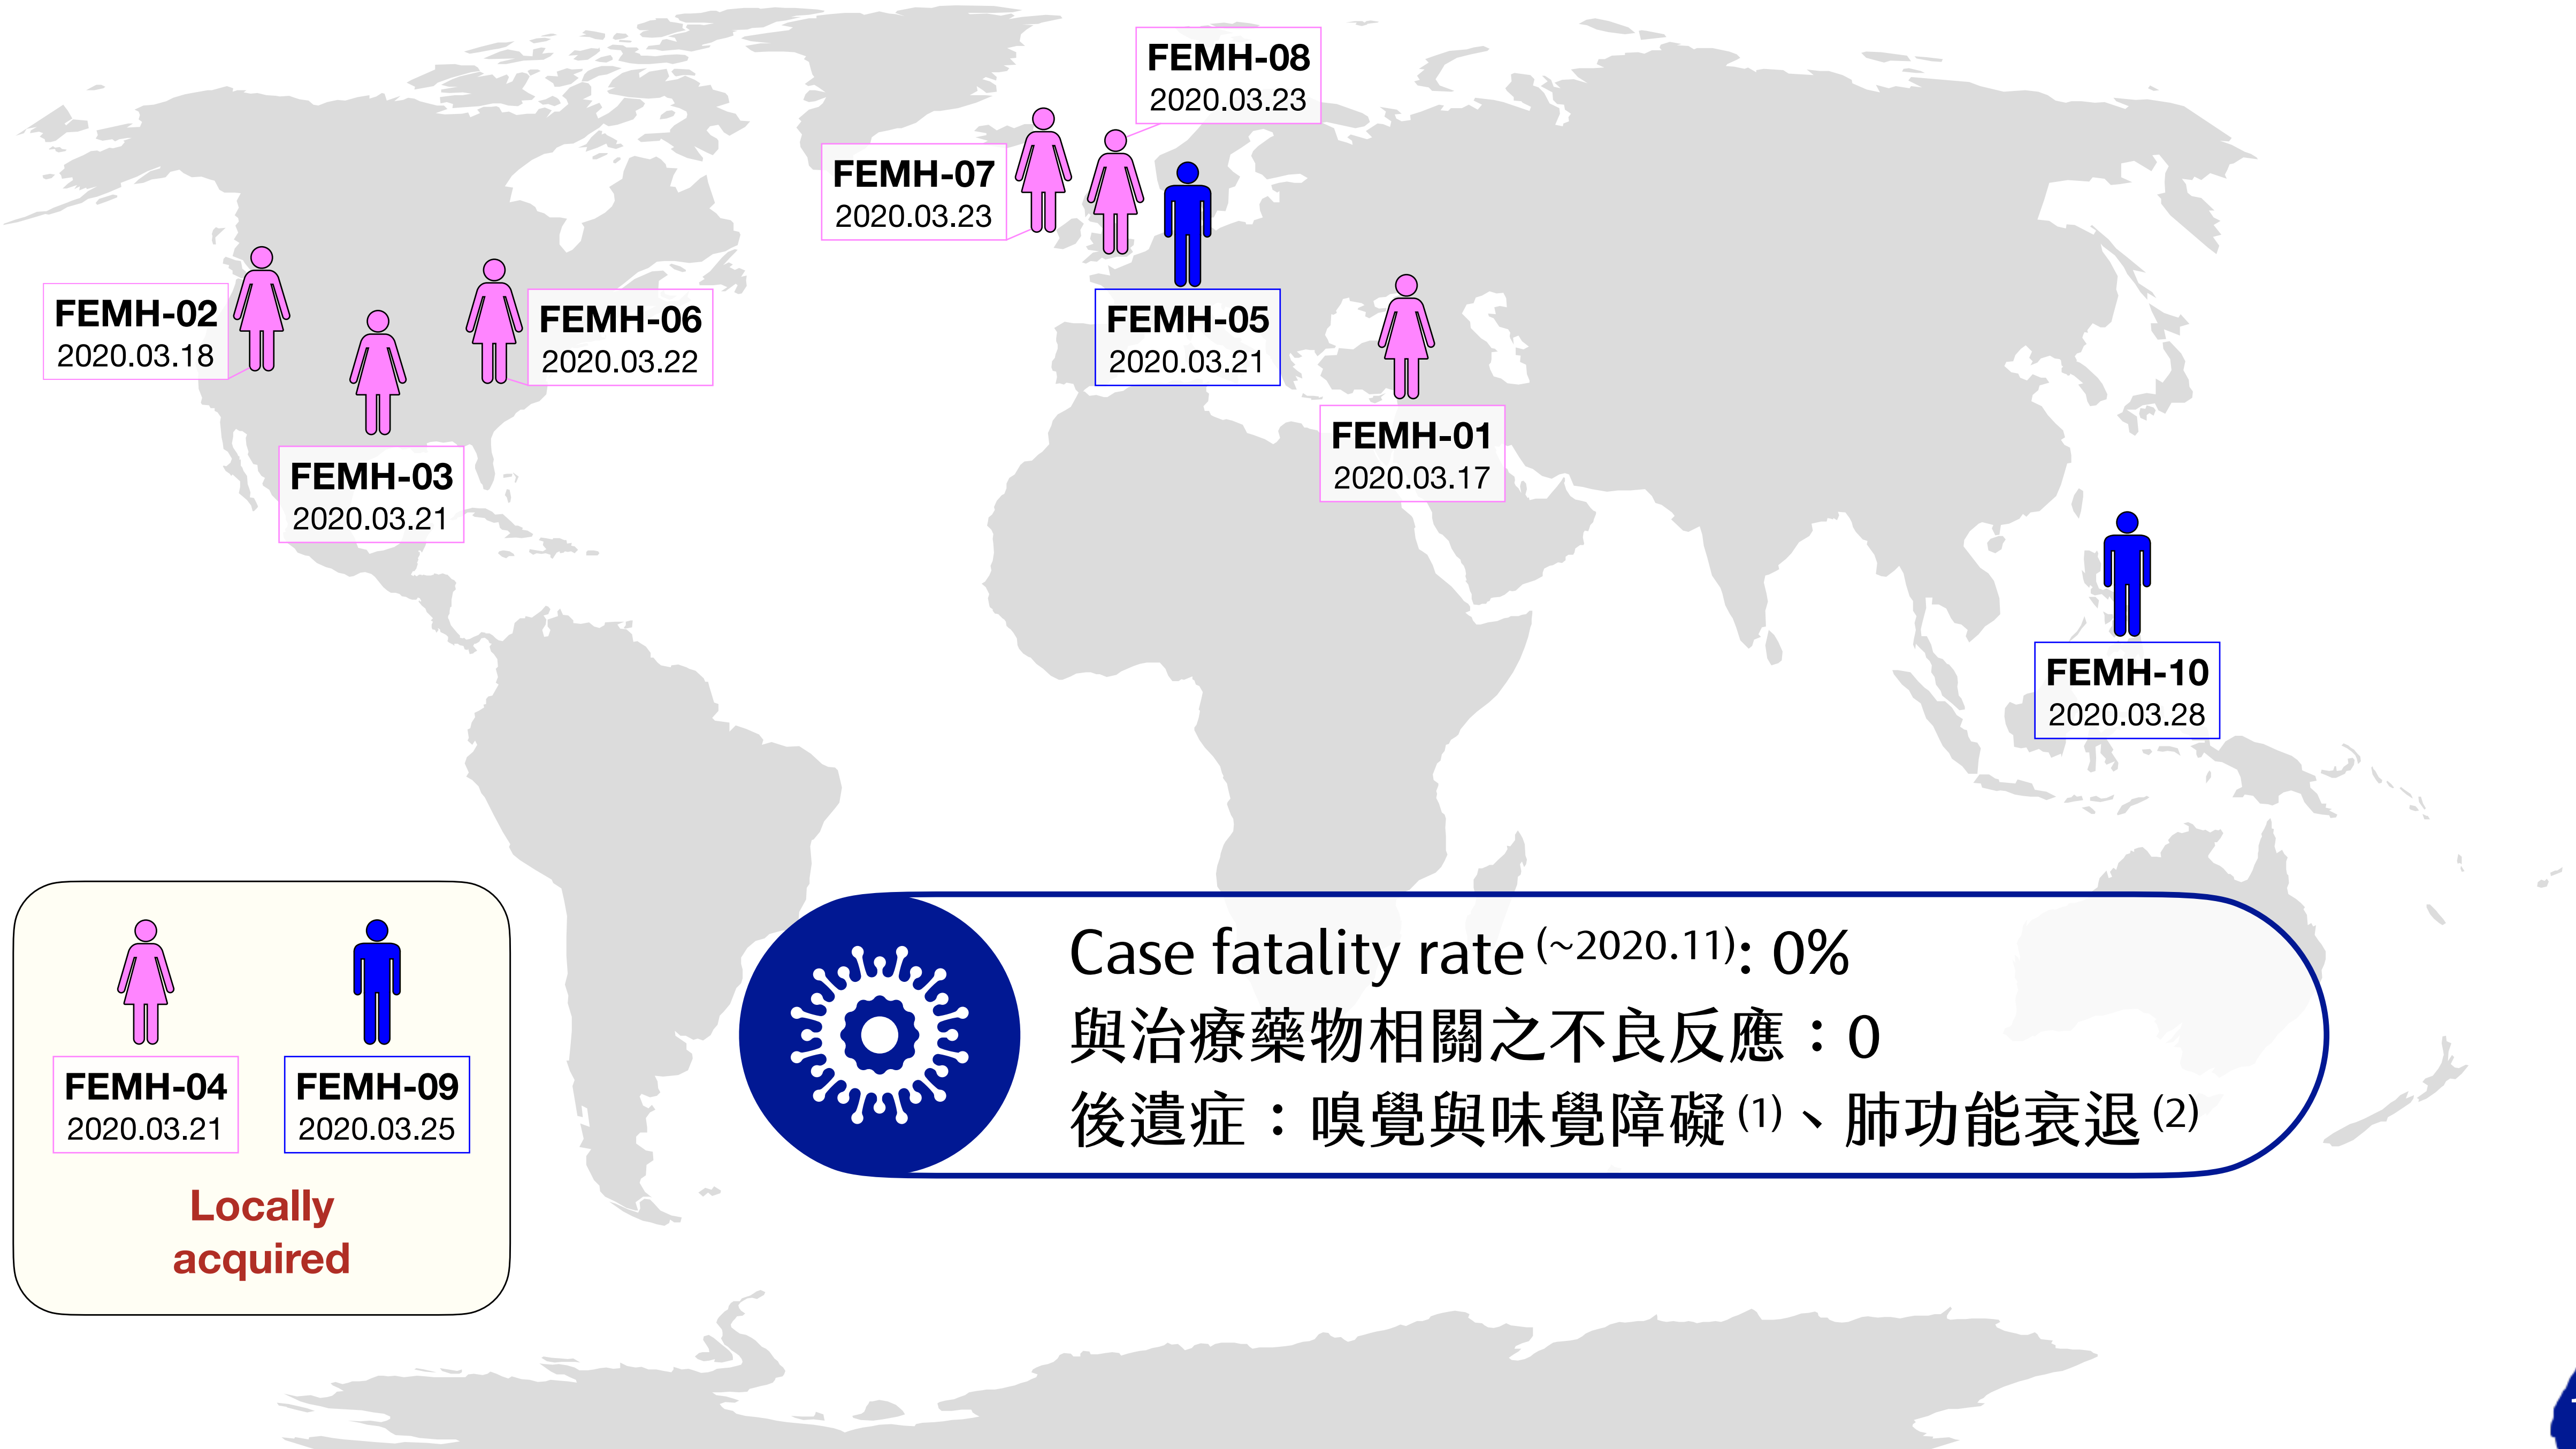 FEMH-08
2020.03.23
FEMH-07
2020.03.23
FEMH-02
2020.03.18
FEMH-06
2020.03.22
FEMH-05
2020.03.21
FEMH-03
2020.03.21
FEMH-01
2020.03.17
FEMH-10
2020.03.28
FEMH-04
2020.03.21
FEMH-09
2020.03.25
Locally
acquired
Case fatality rate (~2020.11): 0%
與治療藥物相關之不良反應：0
後遺症：嗅覺與味覺障礙 (1)、肺功能衰退 (2)